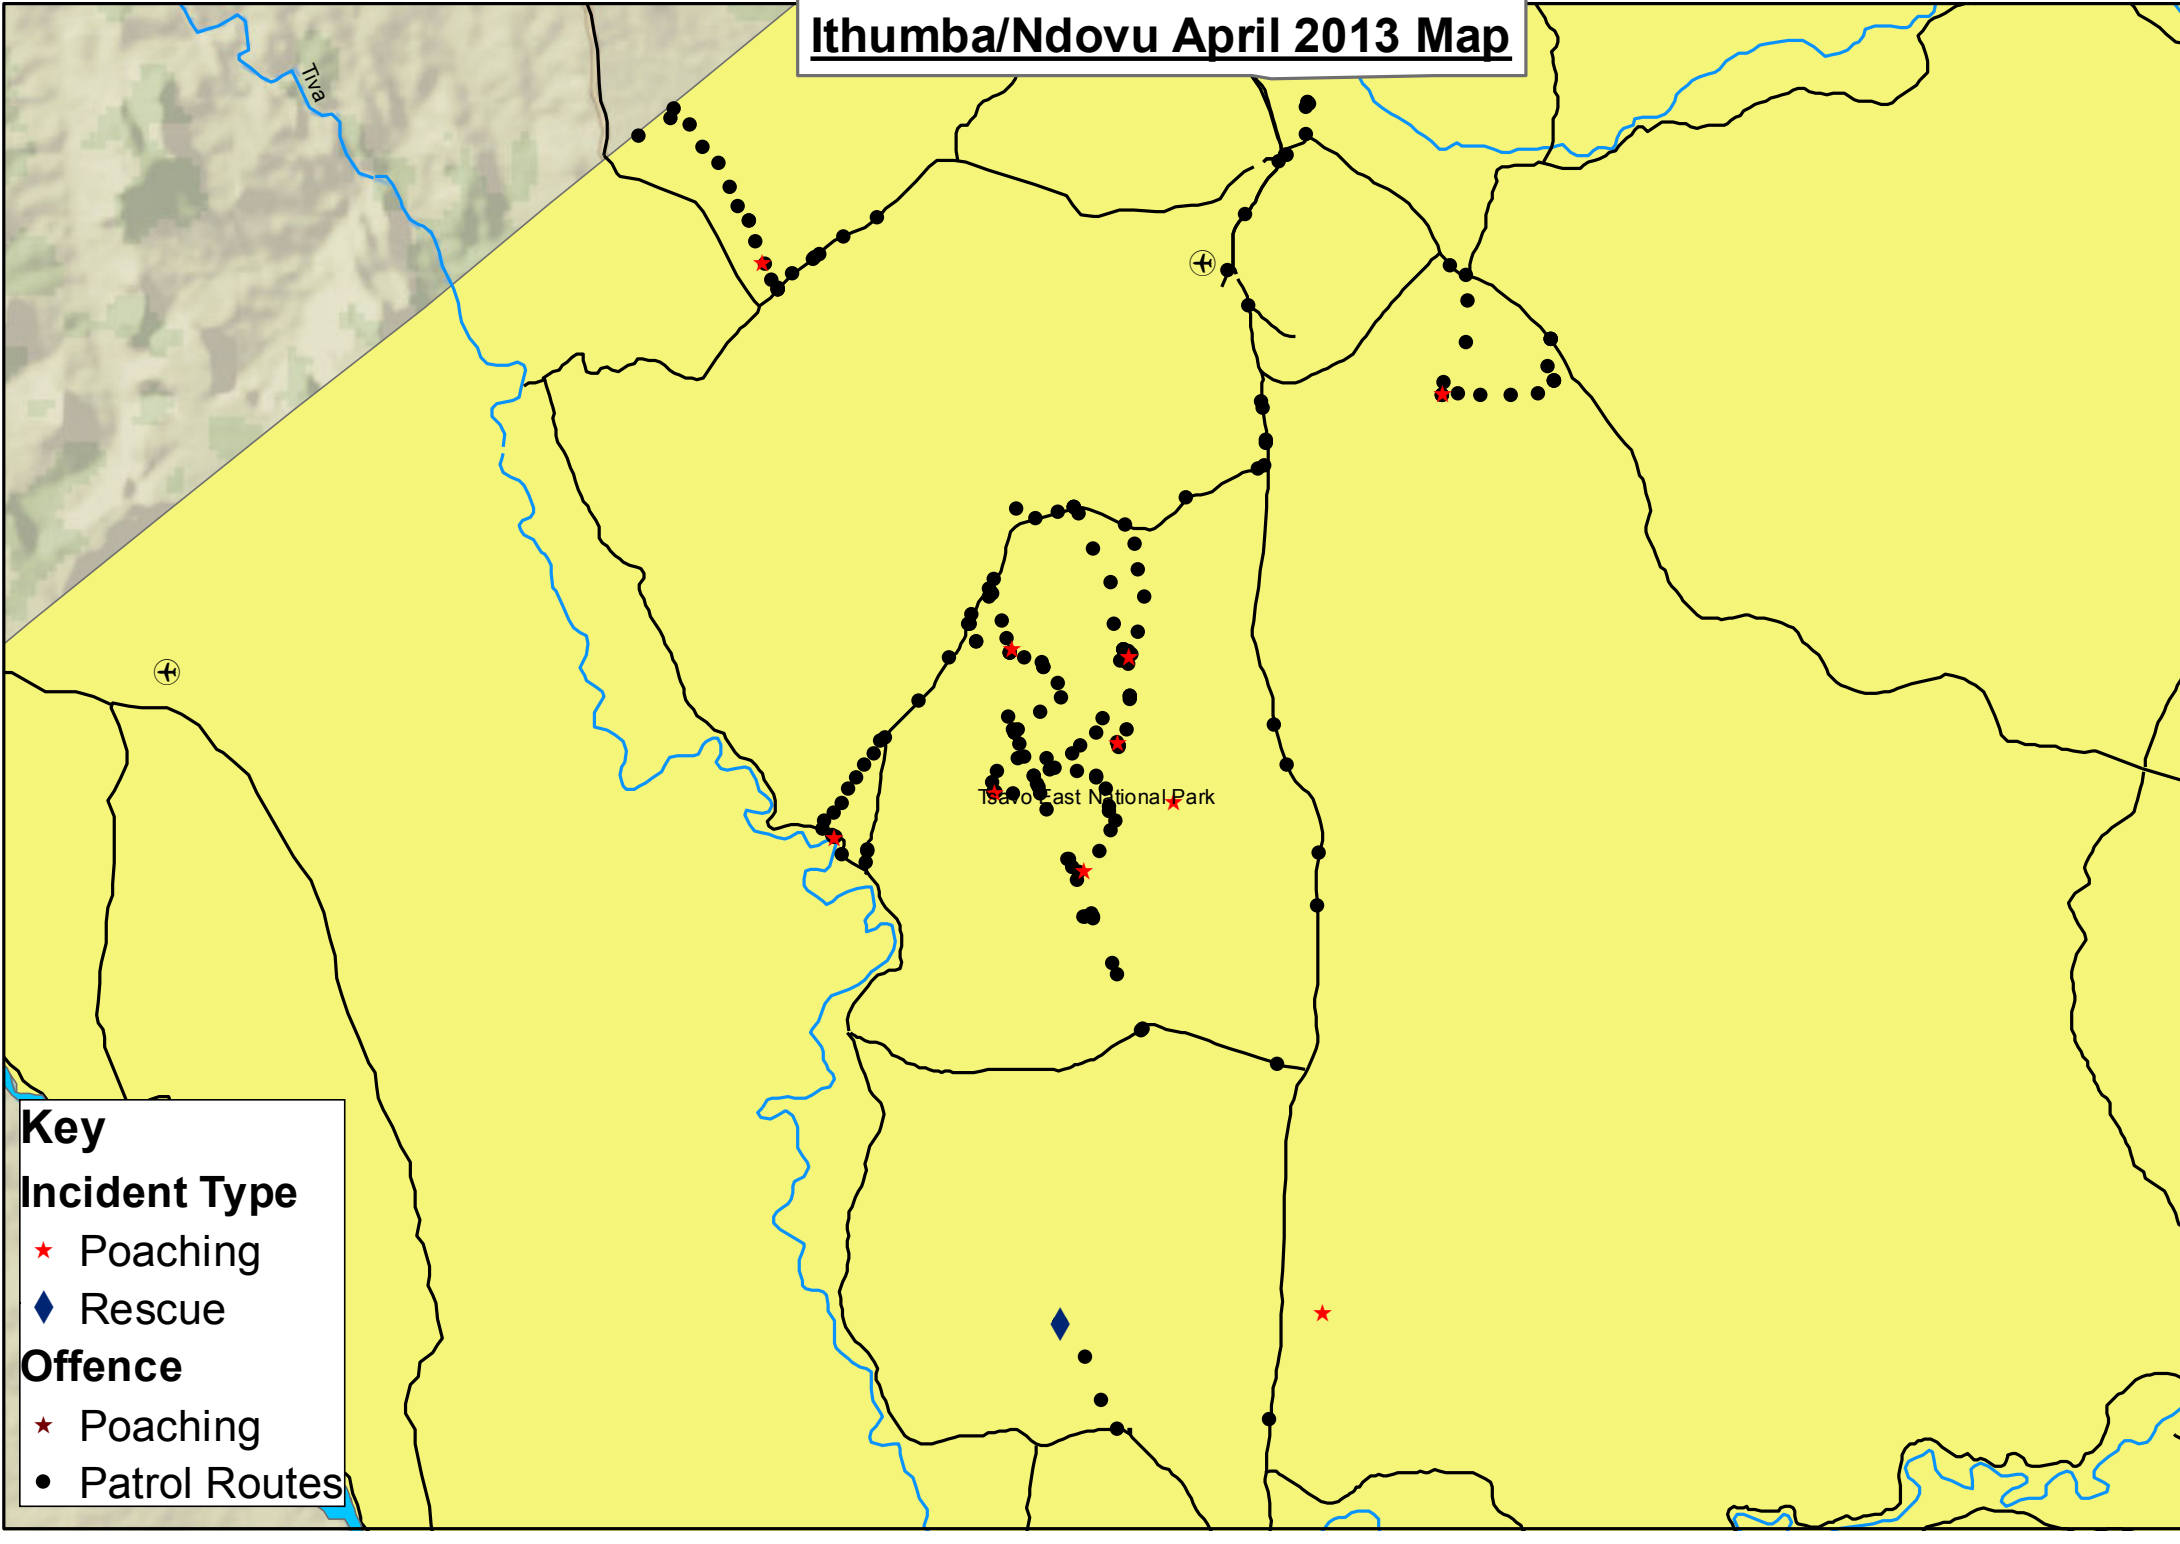 Ithumba/Ndovu April 2013 Map
Tiva
Tsavo East National Park
Key
Incident Type
Poaching
Rescue
Offence
Poaching
Patrol Routes